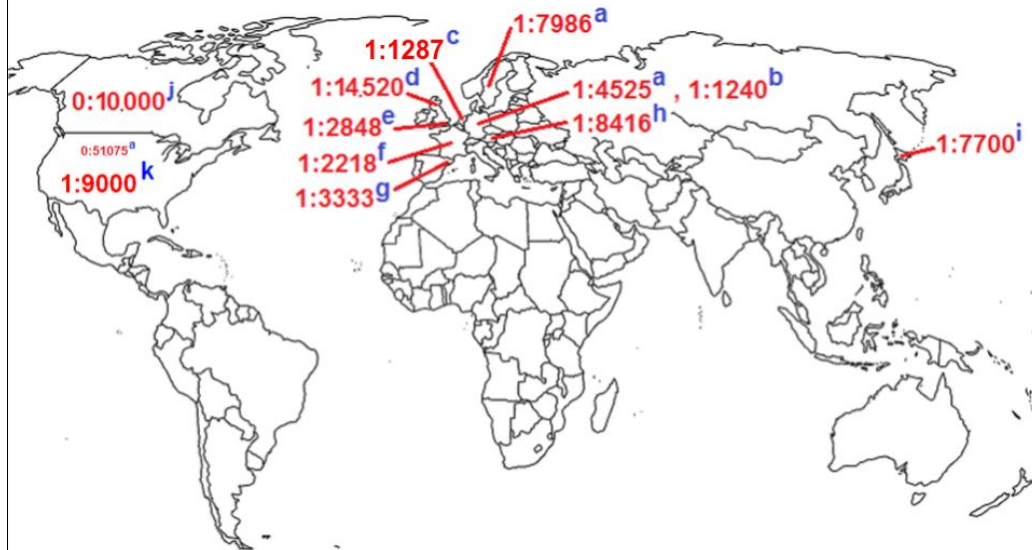 1:7986ᵃ
1:1287ᶜ
0:10.000ʲ
1:14.520ᵈ
1:4525ᵃ , 1:1240ᵇ
1:2848ᵉ
1:8416ʰ
1:7700ⁱ
0:51075ᵃ
1:2218ᶠ
1:9000ᵏ
1:3333ᵍ